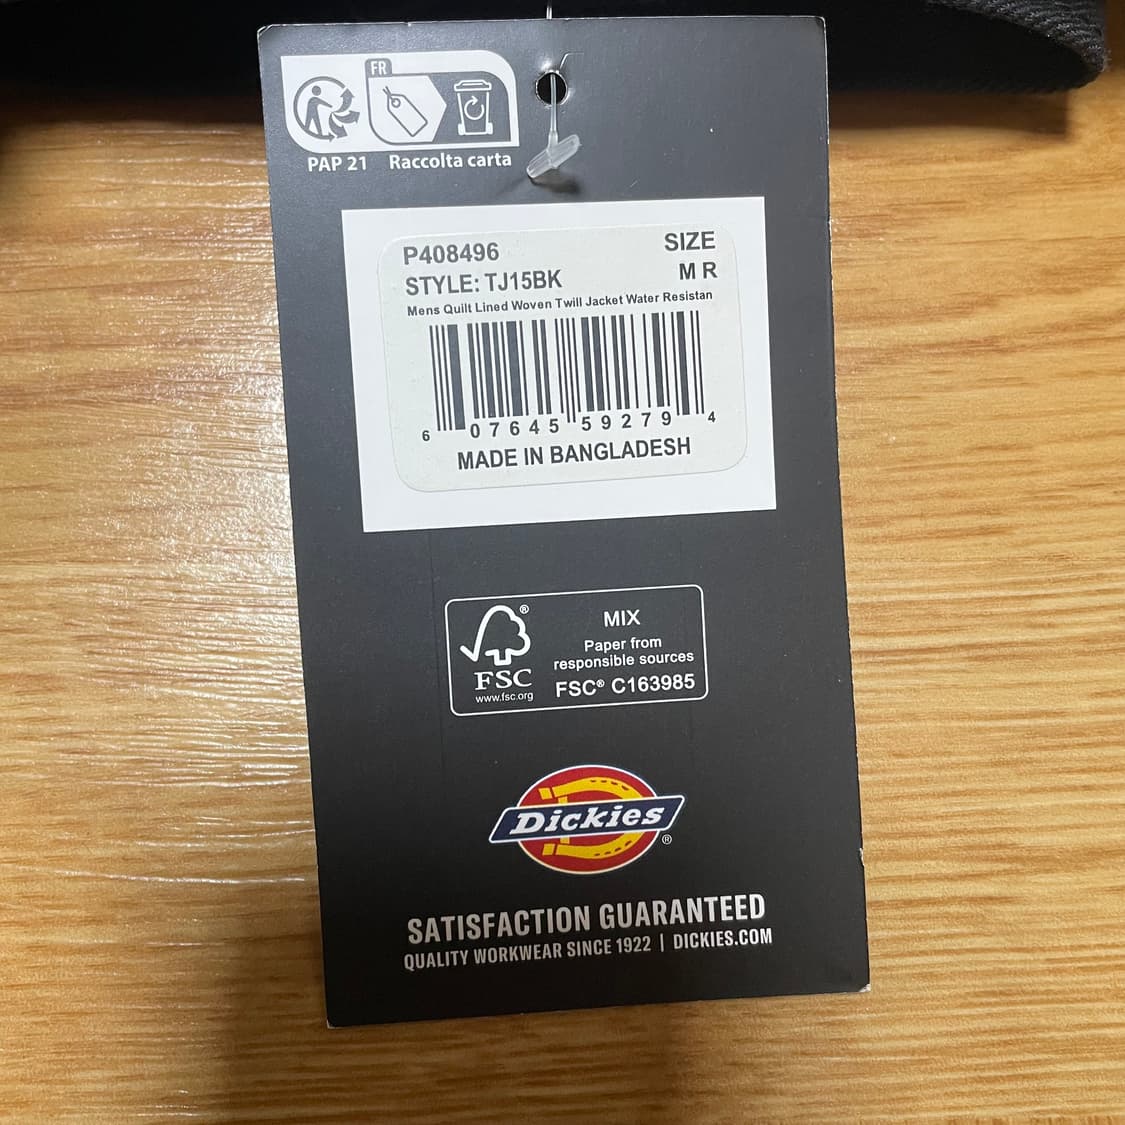 FR
PAP 21 Raccolta carta
P408496 SIZE
STYLE: TJ15BK M R
Mens Quilt Lined Woven Twill Jacket Water Resistan
6 07645 59279 4
MADE IN BANGLADESH
FSC®
www.fsc.org
MIX
Paper from
responsible sources
FSC® C163985
Dickies®
SATISFACTION GUARANTEED
QUALITY WORKWEAR SINCE 1922 | DICKIES.COM